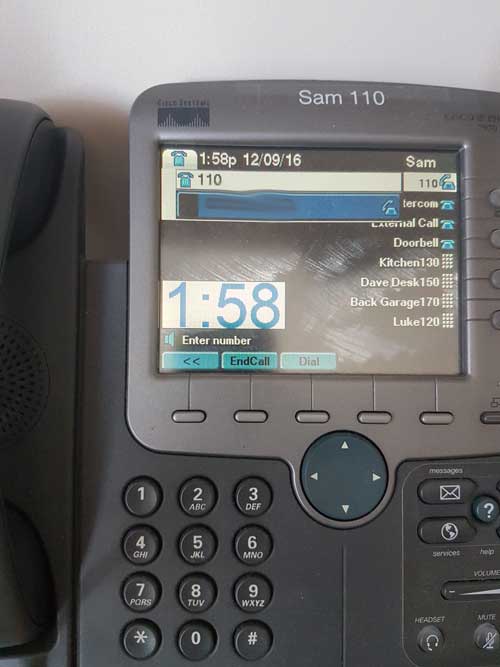 Sam 110
CISCO SYSTEMS
1:58p 12/09/16 Sam
110 110
tercom
External Call
Doorbell
Kitchen130
Dave Desk150
1:58
Back Garage170
Luke120
Enter number
<< EndCall Dial
messages
1 2 3
ABC DEF
?
4 5 6
GHI JKL MNO
services help
7 8 9
PQRS TUV WXYZ
VOLUME
-
* 0 #
HEADSET MUTE